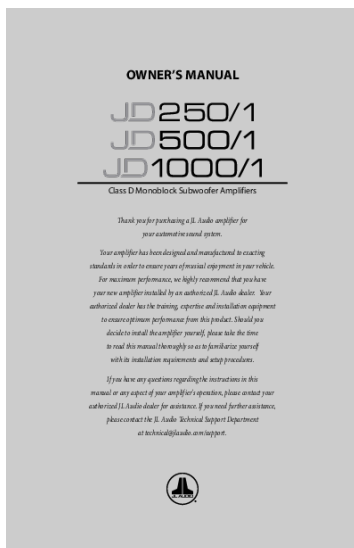 OWNER'S MANUAL
JD250/1
JD500/1
JD1000/1
Class D Monoblock Subwoofer Amplifiers
Thank you for purchasing a JL Audio amplifier for
your automotive sound system.
Your amplifier has been designed and manufactured to exacting
standards in order to ensure years of musical enjoyment in your vehicle.
For maximum performance, we highly recommend that you have
your new amplifier installed by an authorized JL Audio dealer. Your
authorized dealer has the training, expertise and installation equipment
to ensure optimum performance from this product. Should you
decide to install the amplifier yourself, please take the time
to read this manual thoroughly so as to familiarize yourself
with its installation requirements and setup procedures.
If you have any questions regarding the instructions in this
manual or any aspect of your amplifier's operation, please contact your
authorized JL Audio dealer for assistance. If you need further assistance,
please contact the JL Audio Technical Support Department
at technical@jlaudio.com/support.
JL AUDIO